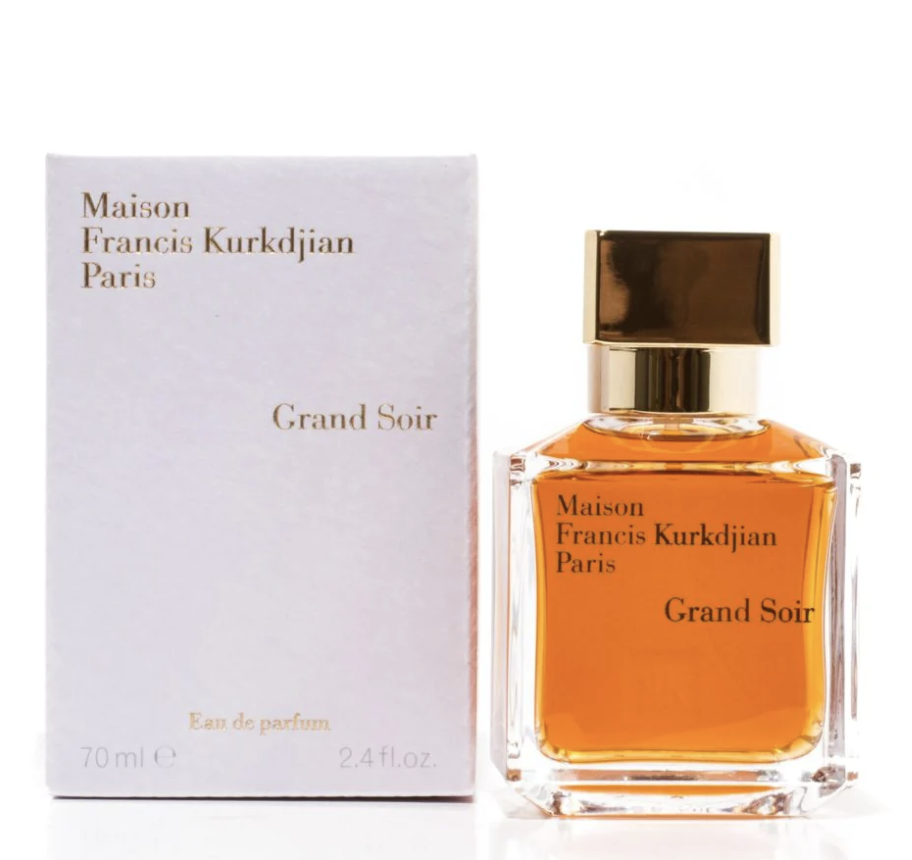 Maison
Francis Kurkdjian
Paris
Grand Soir
Eau de parfum
70 ml ℮
2.4 fl.oz.
Maison
Francis Kurkdjian
Paris
Grand Soir